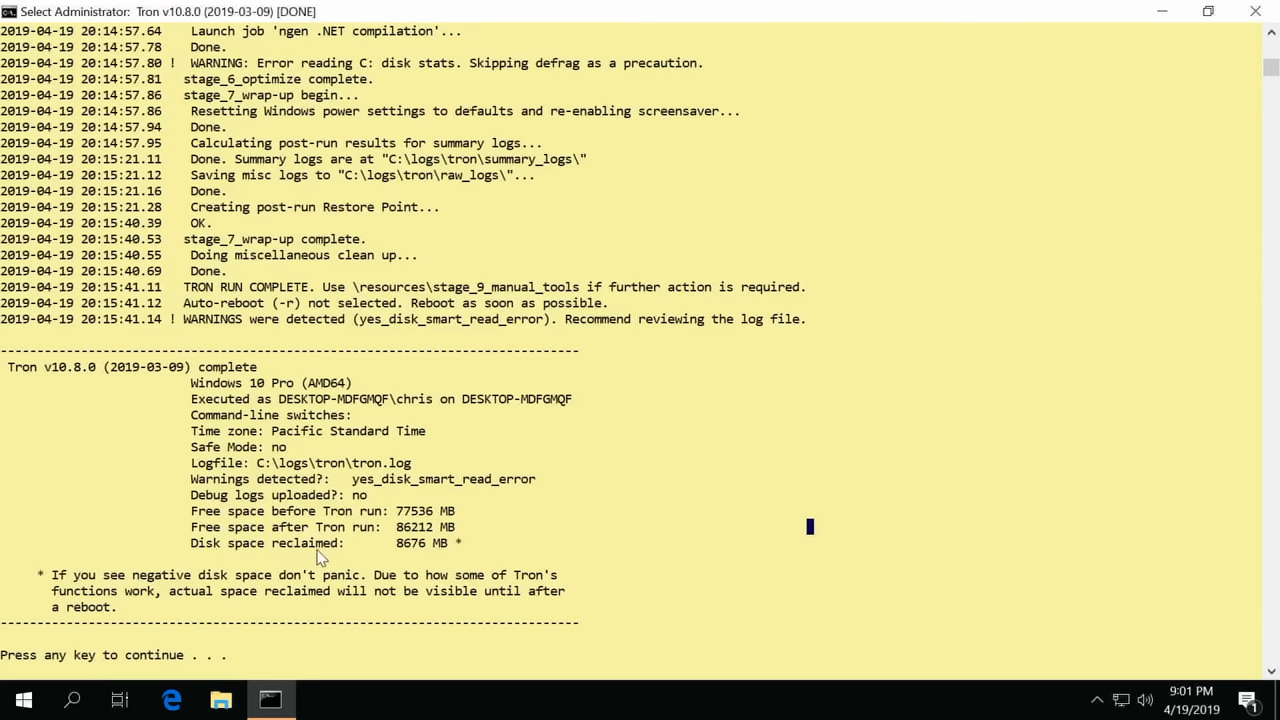 Select Administrator: Tron v10.8.0 (2019-03-09) [DONE]
2019-04-19 20:14:57.64    Launch job 'ngen .NET compilation'...
2019-04-19 20:14:57.78    Done.
2019-04-19 20:14:57.80 !  WARNING: Error reading C: disk stats. Skipping defrag as a precaution.
2019-04-19 20:14:57.81   stage_6_optimize complete.
2019-04-19 20:14:57.86   stage_7_wrap-up begin...
2019-04-19 20:14:57.86    Resetting Windows power settings to defaults and re-enabling screensaver...
2019-04-19 20:14:57.94    Done.
2019-04-19 20:14:57.95    Calculating post-run results for summary logs...
2019-04-19 20:15:21.11    Done. Summary logs are at "C:\logs\tron\summary_logs\"
2019-04-19 20:15:21.12    Saving misc logs to "C:\logs\tron\raw_logs\"...
2019-04-19 20:15:21.16    Done.
2019-04-19 20:15:21.28    Creating post-run Restore Point...
2019-04-19 20:15:40.39    OK.
2019-04-19 20:15:40.53   stage_7_wrap-up complete.
2019-04-19 20:15:40.55    Doing miscellaneous clean up...
2019-04-19 20:15:40.69    Done.
2019-04-19 20:15:41.11   TRON RUN COMPLETE. Use \resources\stage_9_manual_tools if further action is required.
2019-04-19 20:15:41.12   Auto-reboot (-r) not selected. Reboot as soon as possible.
2019-04-19 20:15:41.14 ! WARNINGS were detected (yes_disk_smart_read_error). Recommend reviewing the log file.
-------------------------------------------------------------------------------
Tron v10.8.0 (2019-03-09) complete
Windows 10 Pro (AMD64)
Executed as DESKTOP-MDFGMQF\chris on DESKTOP-MDFGMQF
Command-line switches:
Time zone: Pacific Standard Time
Safe Mode: no
Logfile: C:\logs\tron\tron.log
Warnings detected?:   yes_disk_smart_read_error
Debug logs uploaded?: no
Free space before Tron run: 77536 MB
Free space after Tron run:  86212 MB
Disk space reclaimed:       8676 MB *
* If you see negative disk space don't panic. Due to how some of Tron's
functions work, actual space reclaimed will not be visible until after
a reboot.
-------------------------------------------------------------------------------
Press any key to continue . . .
9:01 PM
4/19/2019
1